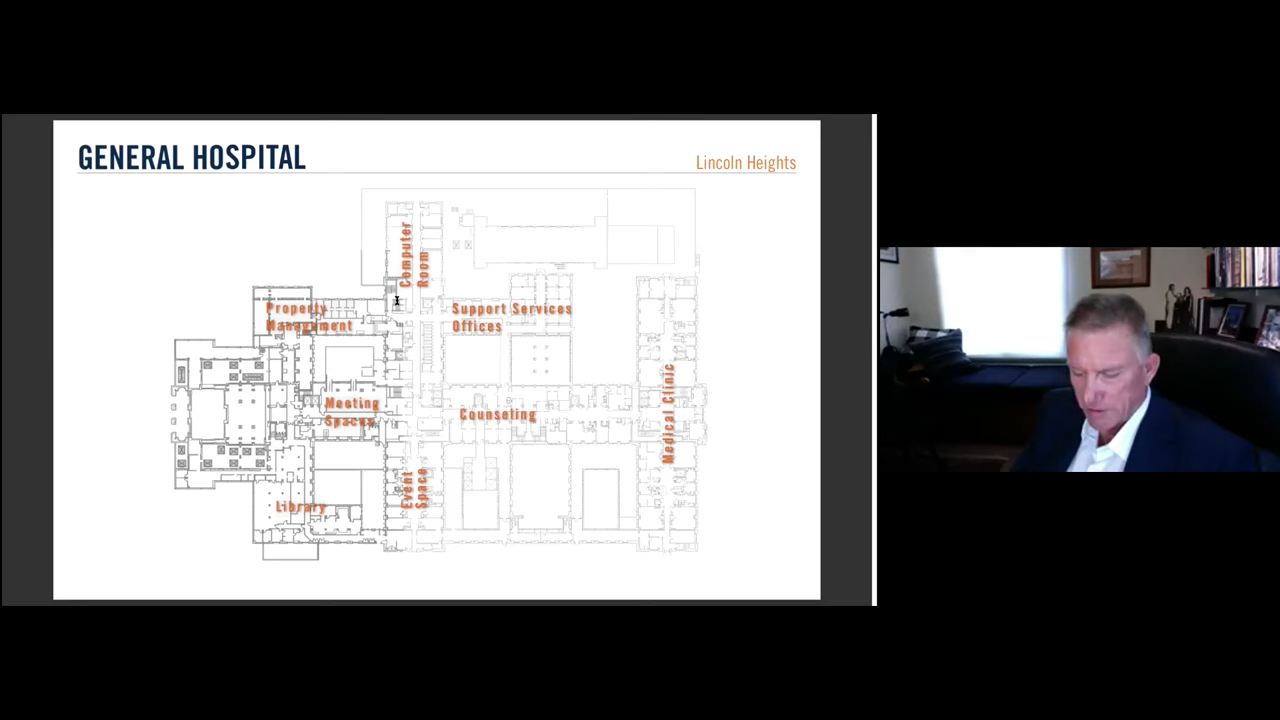 GENERAL HOSPITAL
Lincoln Heights
Computer
Room
Property
Management
Support Services
Offices
Meeting
Spaces
Counseling
Medical Clinic
Event
Space
Library